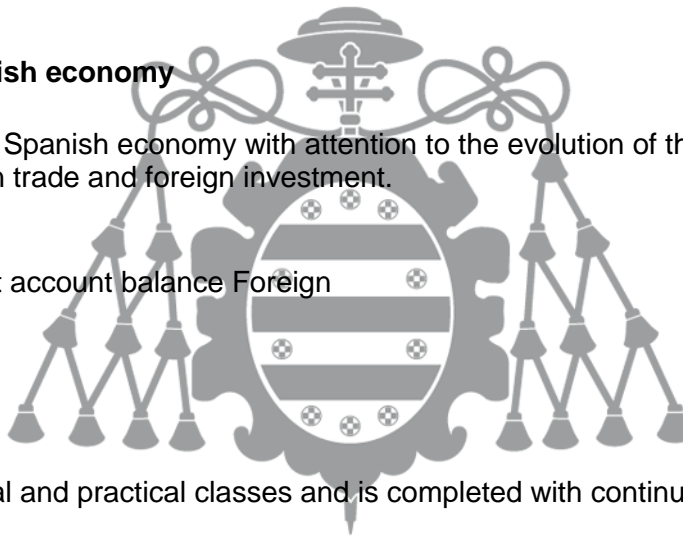 ish economy
Spanish economy with attention to the evolution of th
n trade and foreign investment.
t account balance Foreign
al and practical classes and is completed with continu